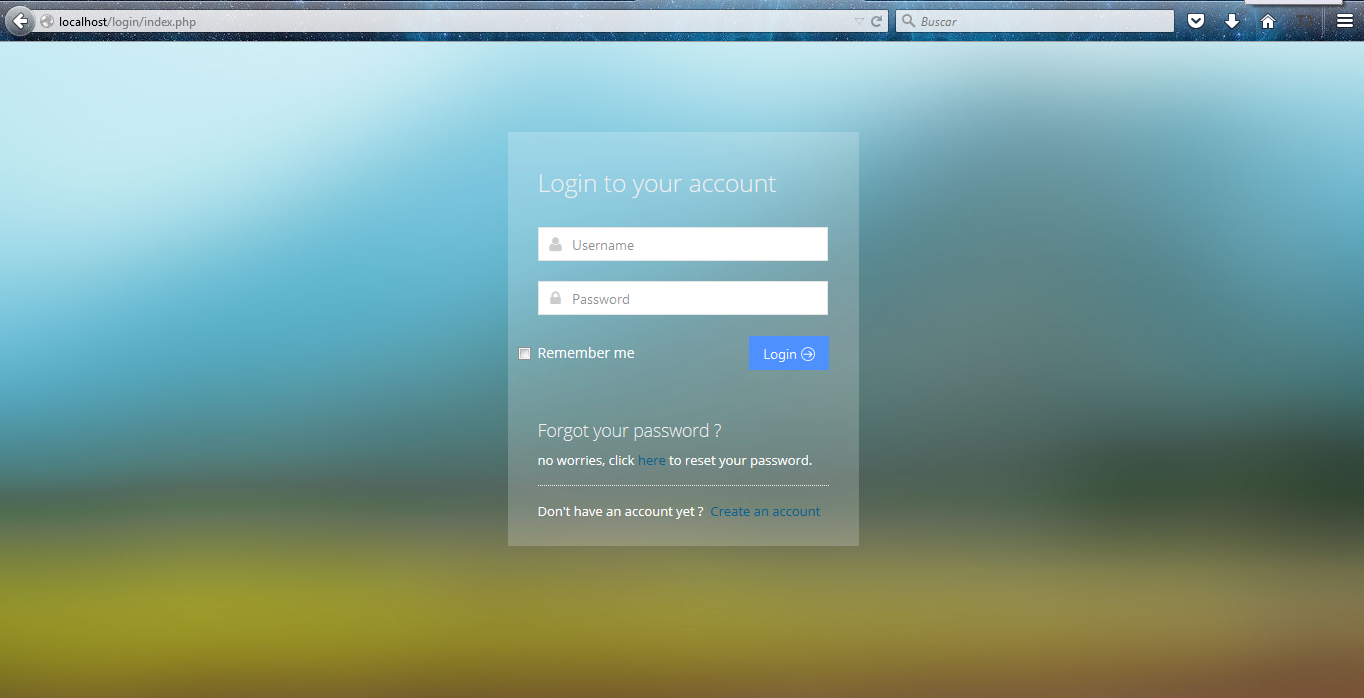 localhost/login/index.php
Buscar
Login to your account
Username
Password
Remember me
Login
Forgot your password ?
no worries, click here to reset your password.
Don't have an account yet ? Create an account